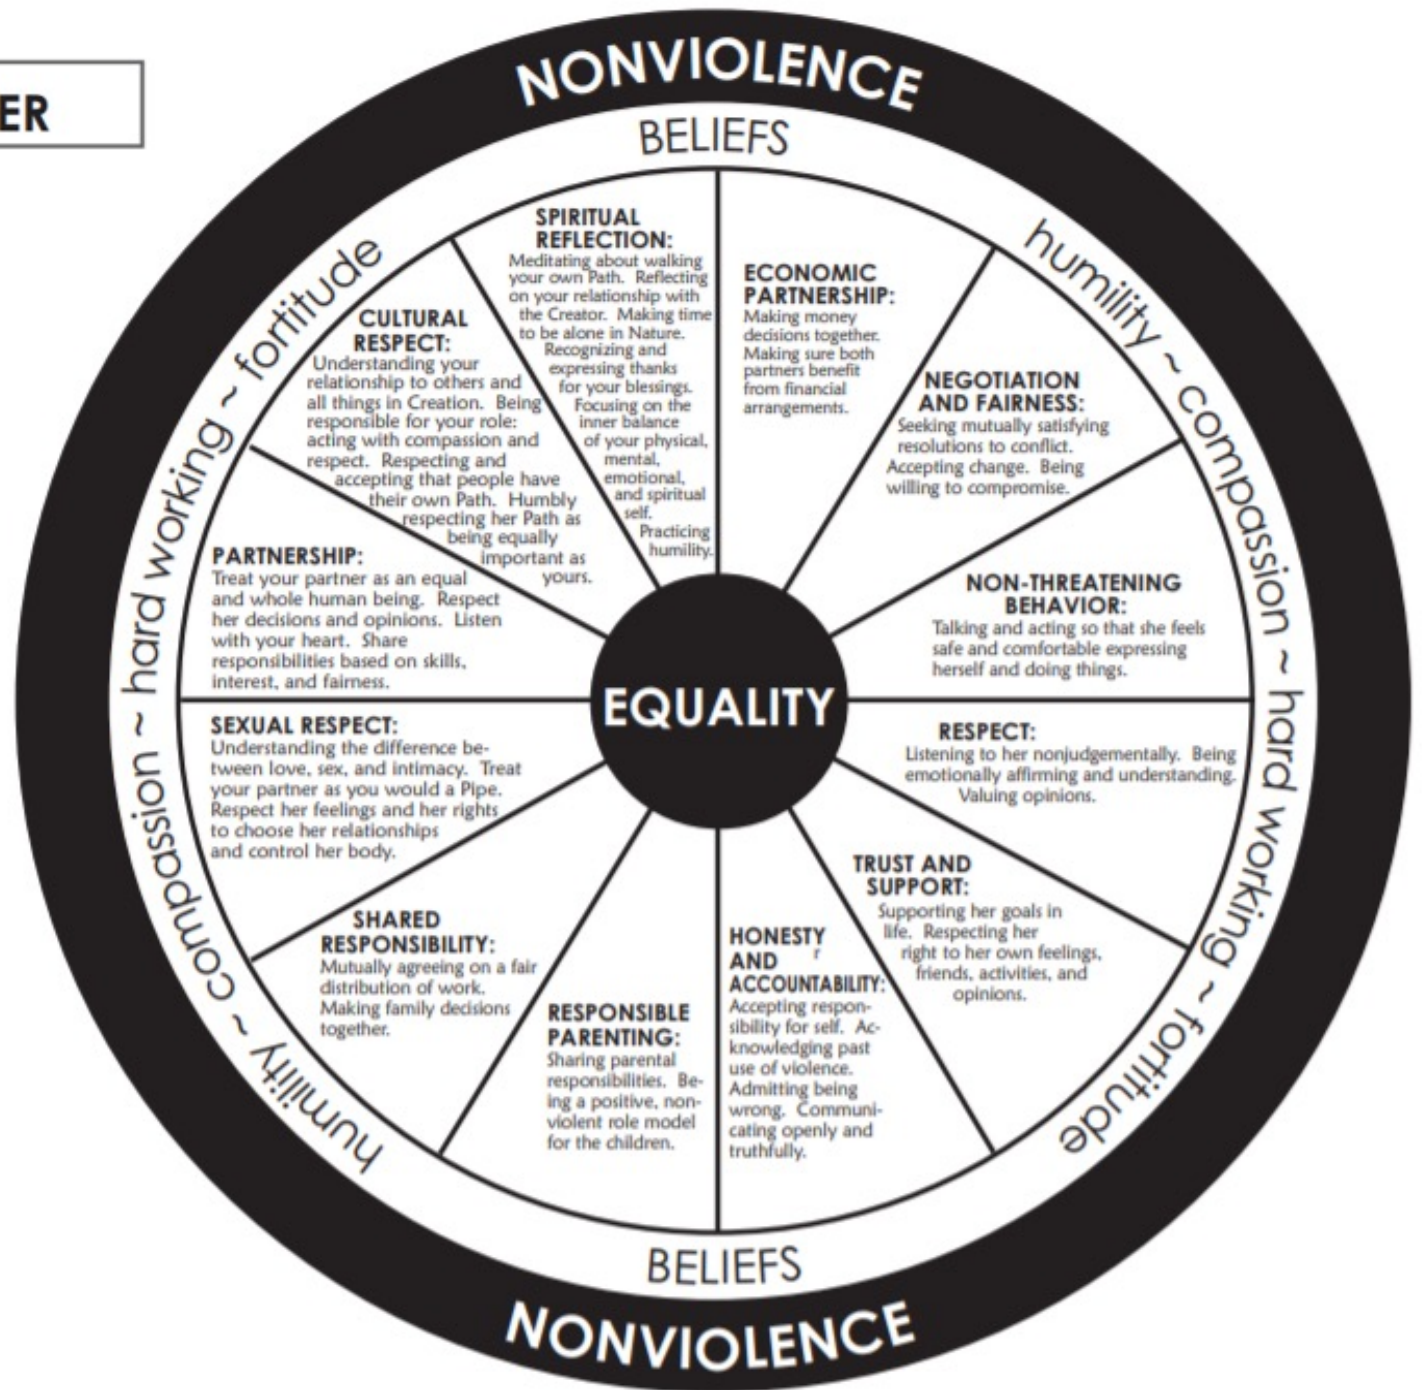 ER
NONVIOLENCE
BELIEFS
humility ~ compassion ~ hard working ~ fortitude
SPIRITUAL
REFLECTION:
Meditating about walking
your own Path. Reflecting
on your relationship with
the Creator. Making time
to be alone in Nature.
Recognizing and
expressing thanks
for your blessings.
Focusing on the
inner balance
of your physical,
mental,
emotional,
and spiritual
self.
Practicing
humility.
ECONOMIC
PARTNERSHIP:
Making money
decisions together.
Making sure both
partners benefit
from financial
arrangements.
NEGOTIATION
AND FAIRNESS:
Seeking mutually satisfying
resolutions to conflict.
Accepting change. Being
willing to compromise.
NON-THREATENING
BEHAVIOR:
Talking and acting so that she feels
safe and comfortable expressing
herself and doing things.
RESPECT:
Listening to her nonjudgementally. Being
emotionally affirming and understanding.
Valuing opinions.
TRUST AND
SUPPORT:
Supporting her goals in
life. Respecting her
right to her own feelings,
friends, activities, and
opinions.
HONESTY
AND r
ACCOUNTABILITY:
Accepting respon-
sibility for self. Ac-
knowledging past
use of violence.
Admitting being
wrong. Communi-
cating openly and
truthfully.
RESPONSIBLE
PARENTING:
Sharing parental
responsibilities. Be-
ing a positive, non-
violent role model
for the children.
SHARED
RESPONSIBILITY:
Mutually agreeing on a fair
distribution of work.
Making family decisions
together.
SEXUAL RESPECT:
Understanding the difference be-
tween love, sex, and intimacy. Treat
your partner as you would a Pipe.
Respect her feelings and her rights
to choose her relationships
and control her body.
PARTNERSHIP:
Treat your partner as an equal
and whole human being. Respect
her decisions and opinions. Listen
with your heart. Share
responsibilities based on skills,
interest, and fairness.
CULTURAL
RESPECT:
Understanding your
relationship to others and
all things in Creation. Being
responsible for your role:
acting with compassion and
respect. Respecting and
accepting that people have
their own Path. Humbly
respecting her Path as
being equally
important as
yours.
EQUALITY
humility ~ compassion ~ hard working ~ fortitude
BELIEFS
NONVIOLENCE